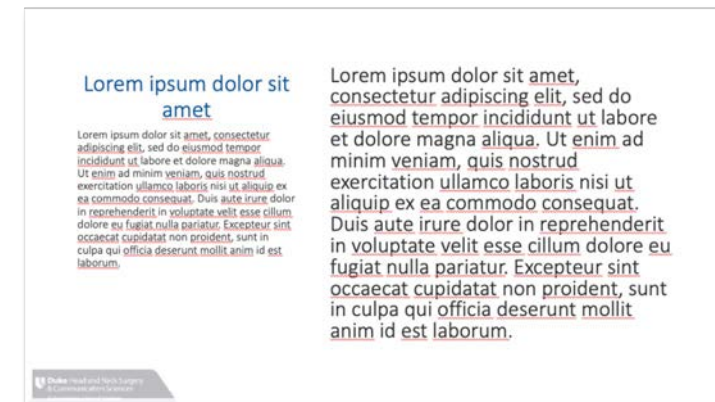 Lorem ipsum dolor sit
amet
Lorem ipsum dolor sit amet, consectetur
adipiscing elit, sed do eiusmod tempor
incididunt ut labore et dolore magna aliqua.
Ut enim ad minim veniam, quis nostrud
exercitation ullamco laboris nisi ut aliquip ex
ea commodo consequat. Duis aute irure dolor
in reprehenderit in voluptate velit esse cillum
dolore eu fugiat nulla pariatur. Excepteur sint
occaecat cupidatat non proident, sunt in
culpa qui officia deserunt mollit anim id est
laborum.
Lorem ipsum dolor sit amet,
consectetur adipiscing elit, sed do
eiusmod tempor incididunt ut labore
et dolore magna aliqua. Ut enim ad
minim veniam, quis nostrud
exercitation ullamco laboris nisi ut
aliquip ex ea commodo consequat.
Duis aute irure dolor in reprehenderit
in voluptate velit esse cillum dolore eu
fugiat nulla pariatur. Excepteur sint
occaecat cupidatat non proident, sunt
in culpa qui officia deserunt mollit
anim id est laborum.
Duke Head and Neck Surgery
& Communication Sciences